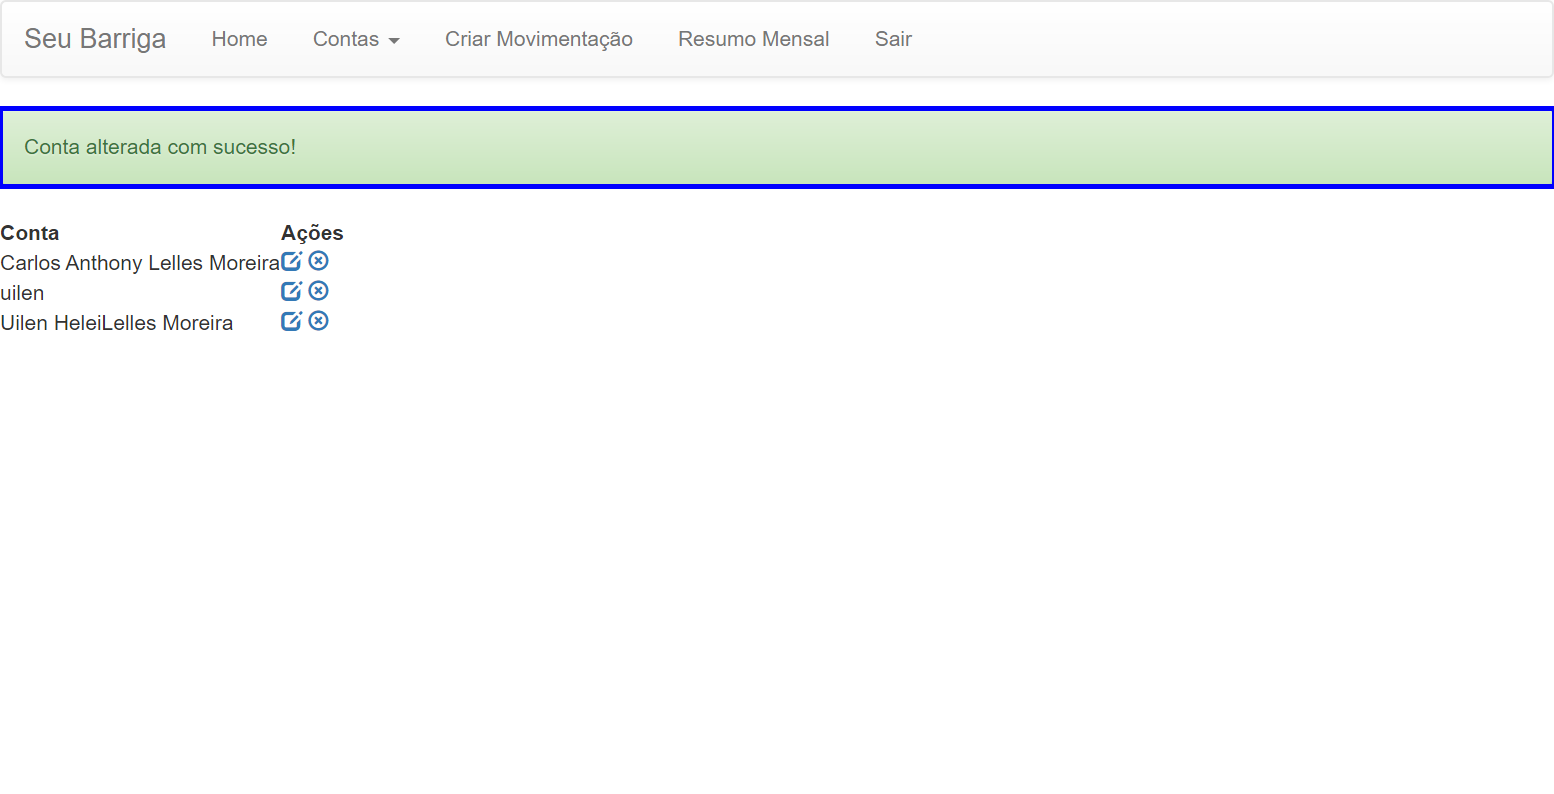 Seu Barriga Home Contas Criar Movimentação Resumo Mensal Sair
Conta alterada com sucesso!
Conta Ações
Carlos Anthony Lelles Moreira
uilen
Uilen HeleiLelles Moreira